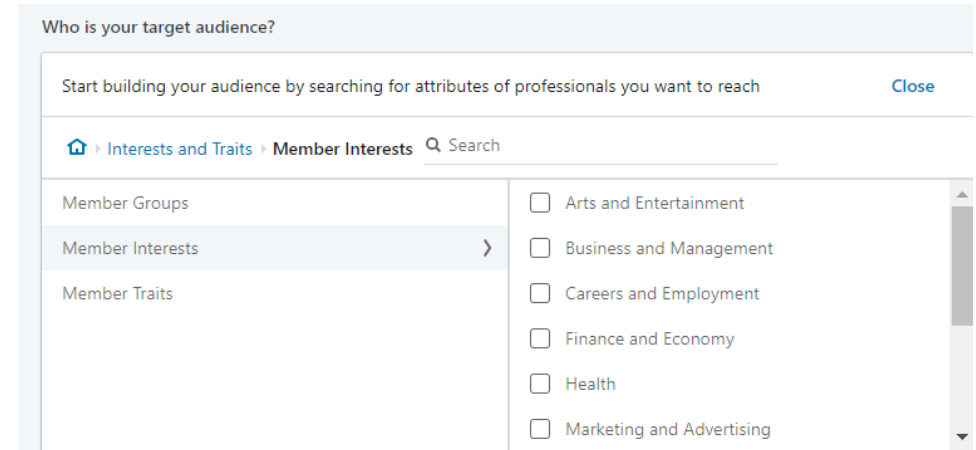 Who is your target audience?
Start building your audience by searching for attributes of professionals you want to reach
Close
Interests and Traits Member Interests Search
Member Groups
Member Interests
Member Traits
Arts and Entertainment
Business and Management
Careers and Employment
Finance and Economy
Health
Marketing and Advertising